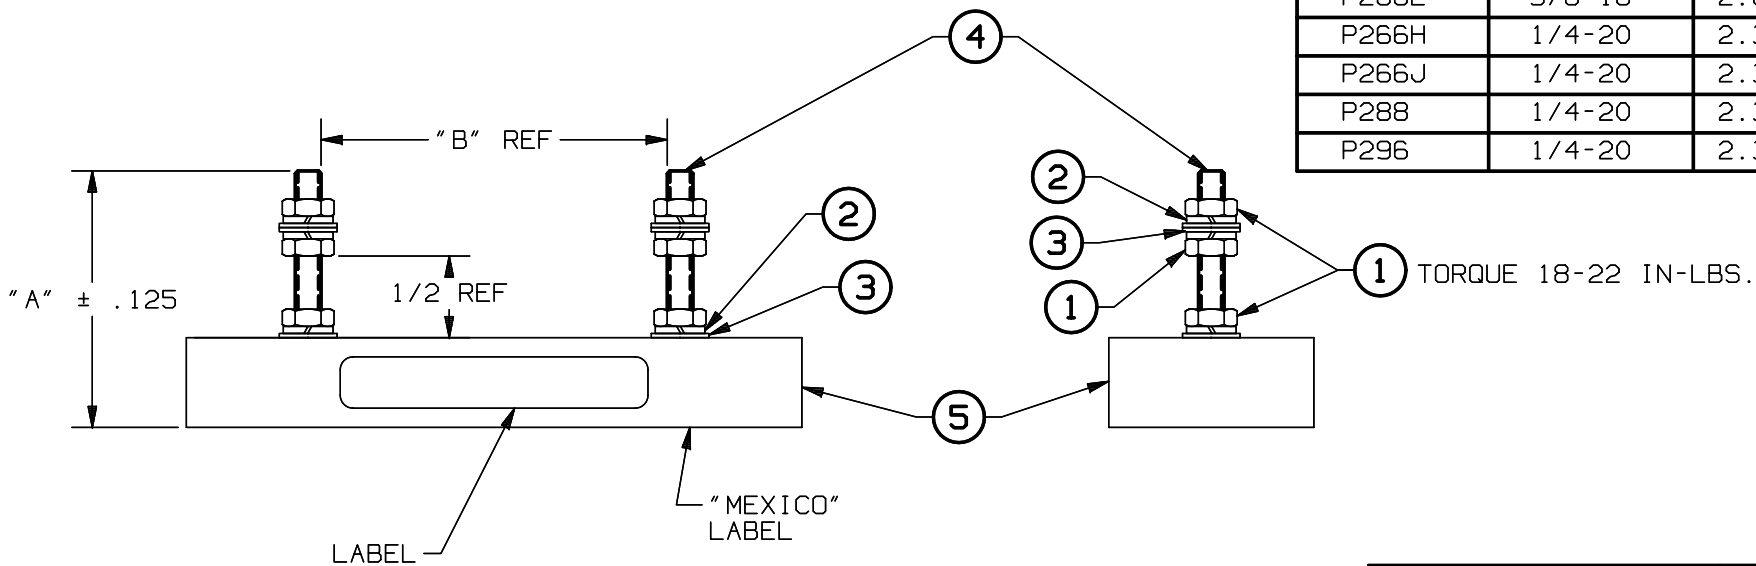 P266H 1/4-20
P266J 1/4-20
P288 1/4-20
P296 1/4-20
4
"B" REF
2
2
3
1
1 TORQUE 18-22 IN-LBS.
"A" ± .125
1/2 REF
3
1
5
"MEXICO"
LABEL
LABEL